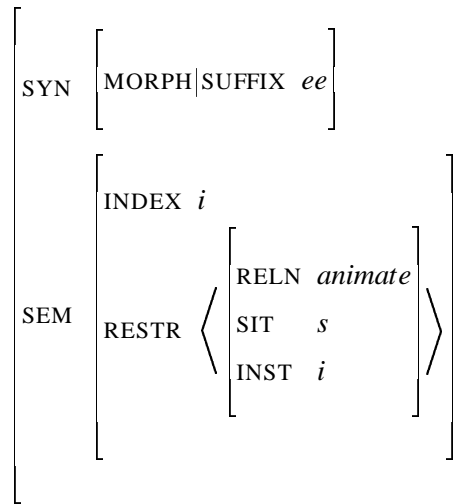 SYN MORPH|SUFFIX ee
INDEX i
RELN animate
SEM RESTR ⟨ SIT s ⟩
INST i